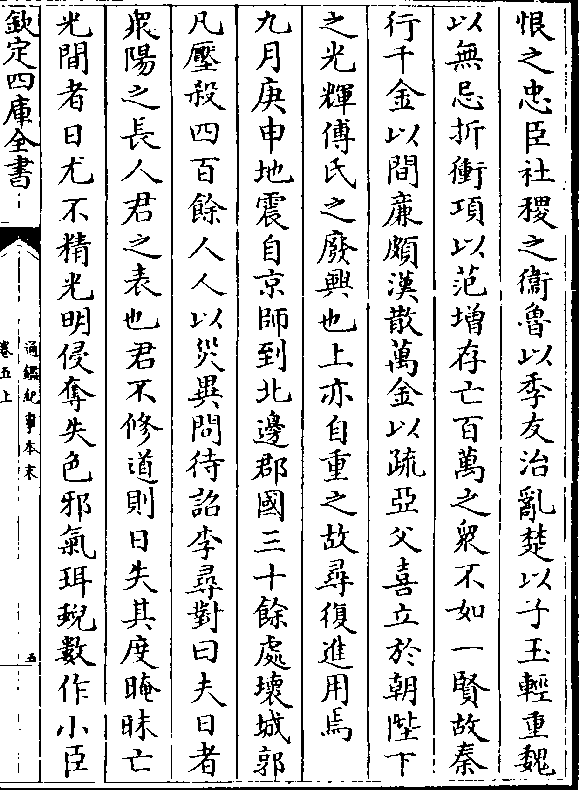 恨之忠臣社稷之衞魯以季友治亂楚以子玉輕重魏
以無忌折衝項以范增存亡百萬之衆不如一賢故秦
行千金以間廉頗漢散萬金以疏亞父喜立於朝陛下
之光輝傅氏之廢興也上亦自重之故尋復進用焉
九月庚申地震自京師到北邊郡國三十餘處壞城郭
凡壓殺四百餘人人以災異問待詔李尋對曰夫日者
衆陽之長人君之表也君不修道則日失其度晻昧亡
光間者日尤不精光明侵奪失色邪氣珥蜺數作小臣
欽定四庫全書
通鑑紀事本末
卷五上
五